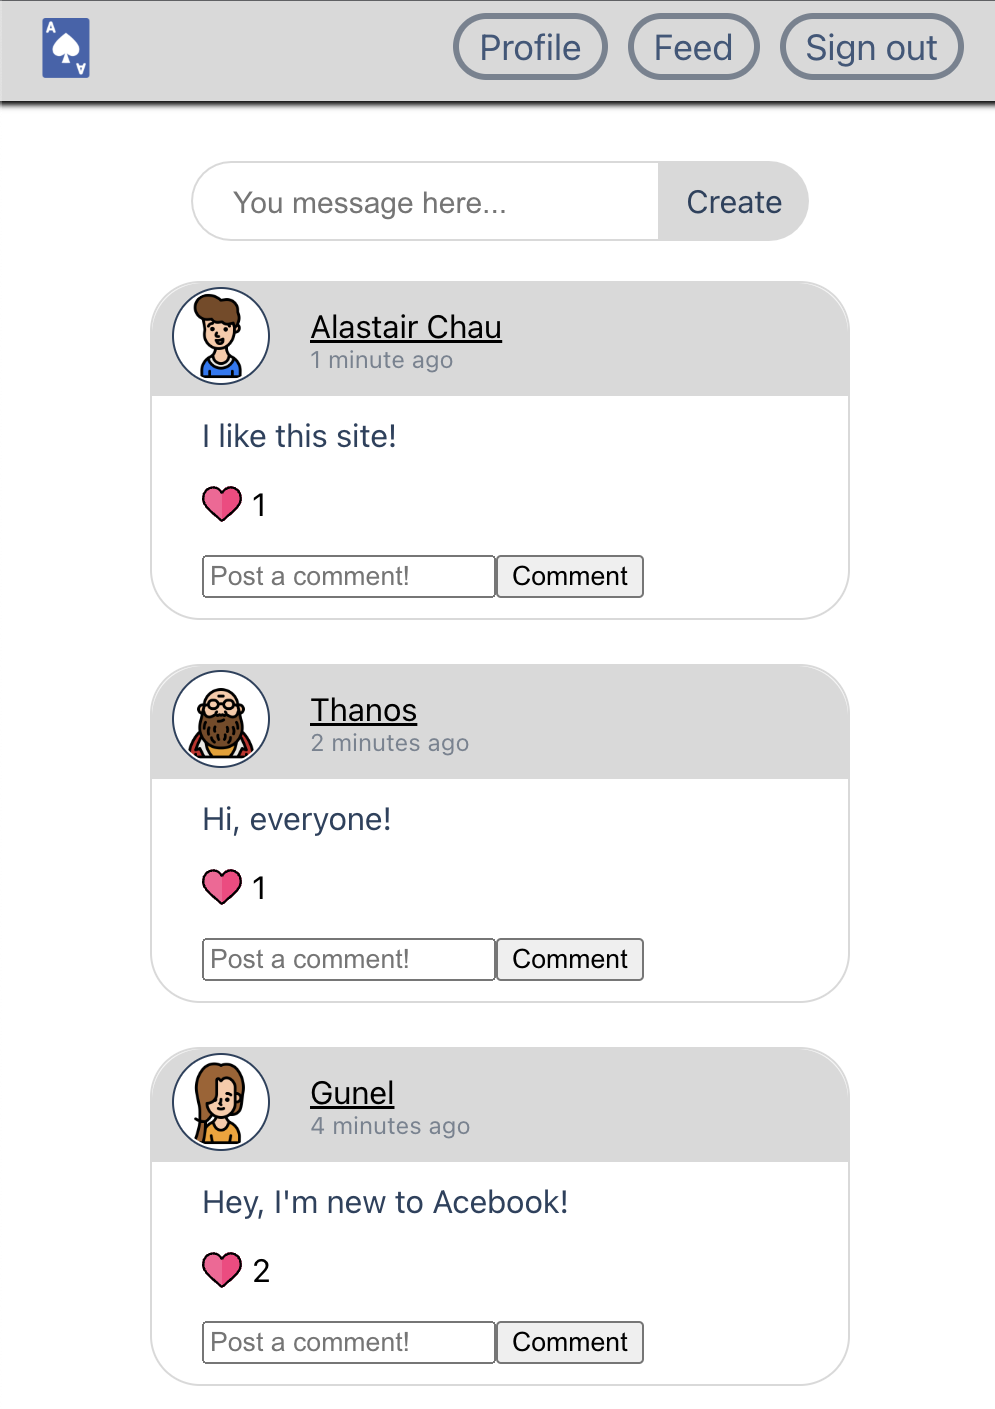 A
A
Profile Feed Sign out
You message here...
Create
Alastair Chau
1 minute ago
I like this site!
1
Post a comment! Comment
Thanos
2 minutes ago
Hi, everyone!
1
Post a comment! Comment
Gunel
4 minutes ago
Hey, I'm new to Acebook!
2
Post a comment! Comment